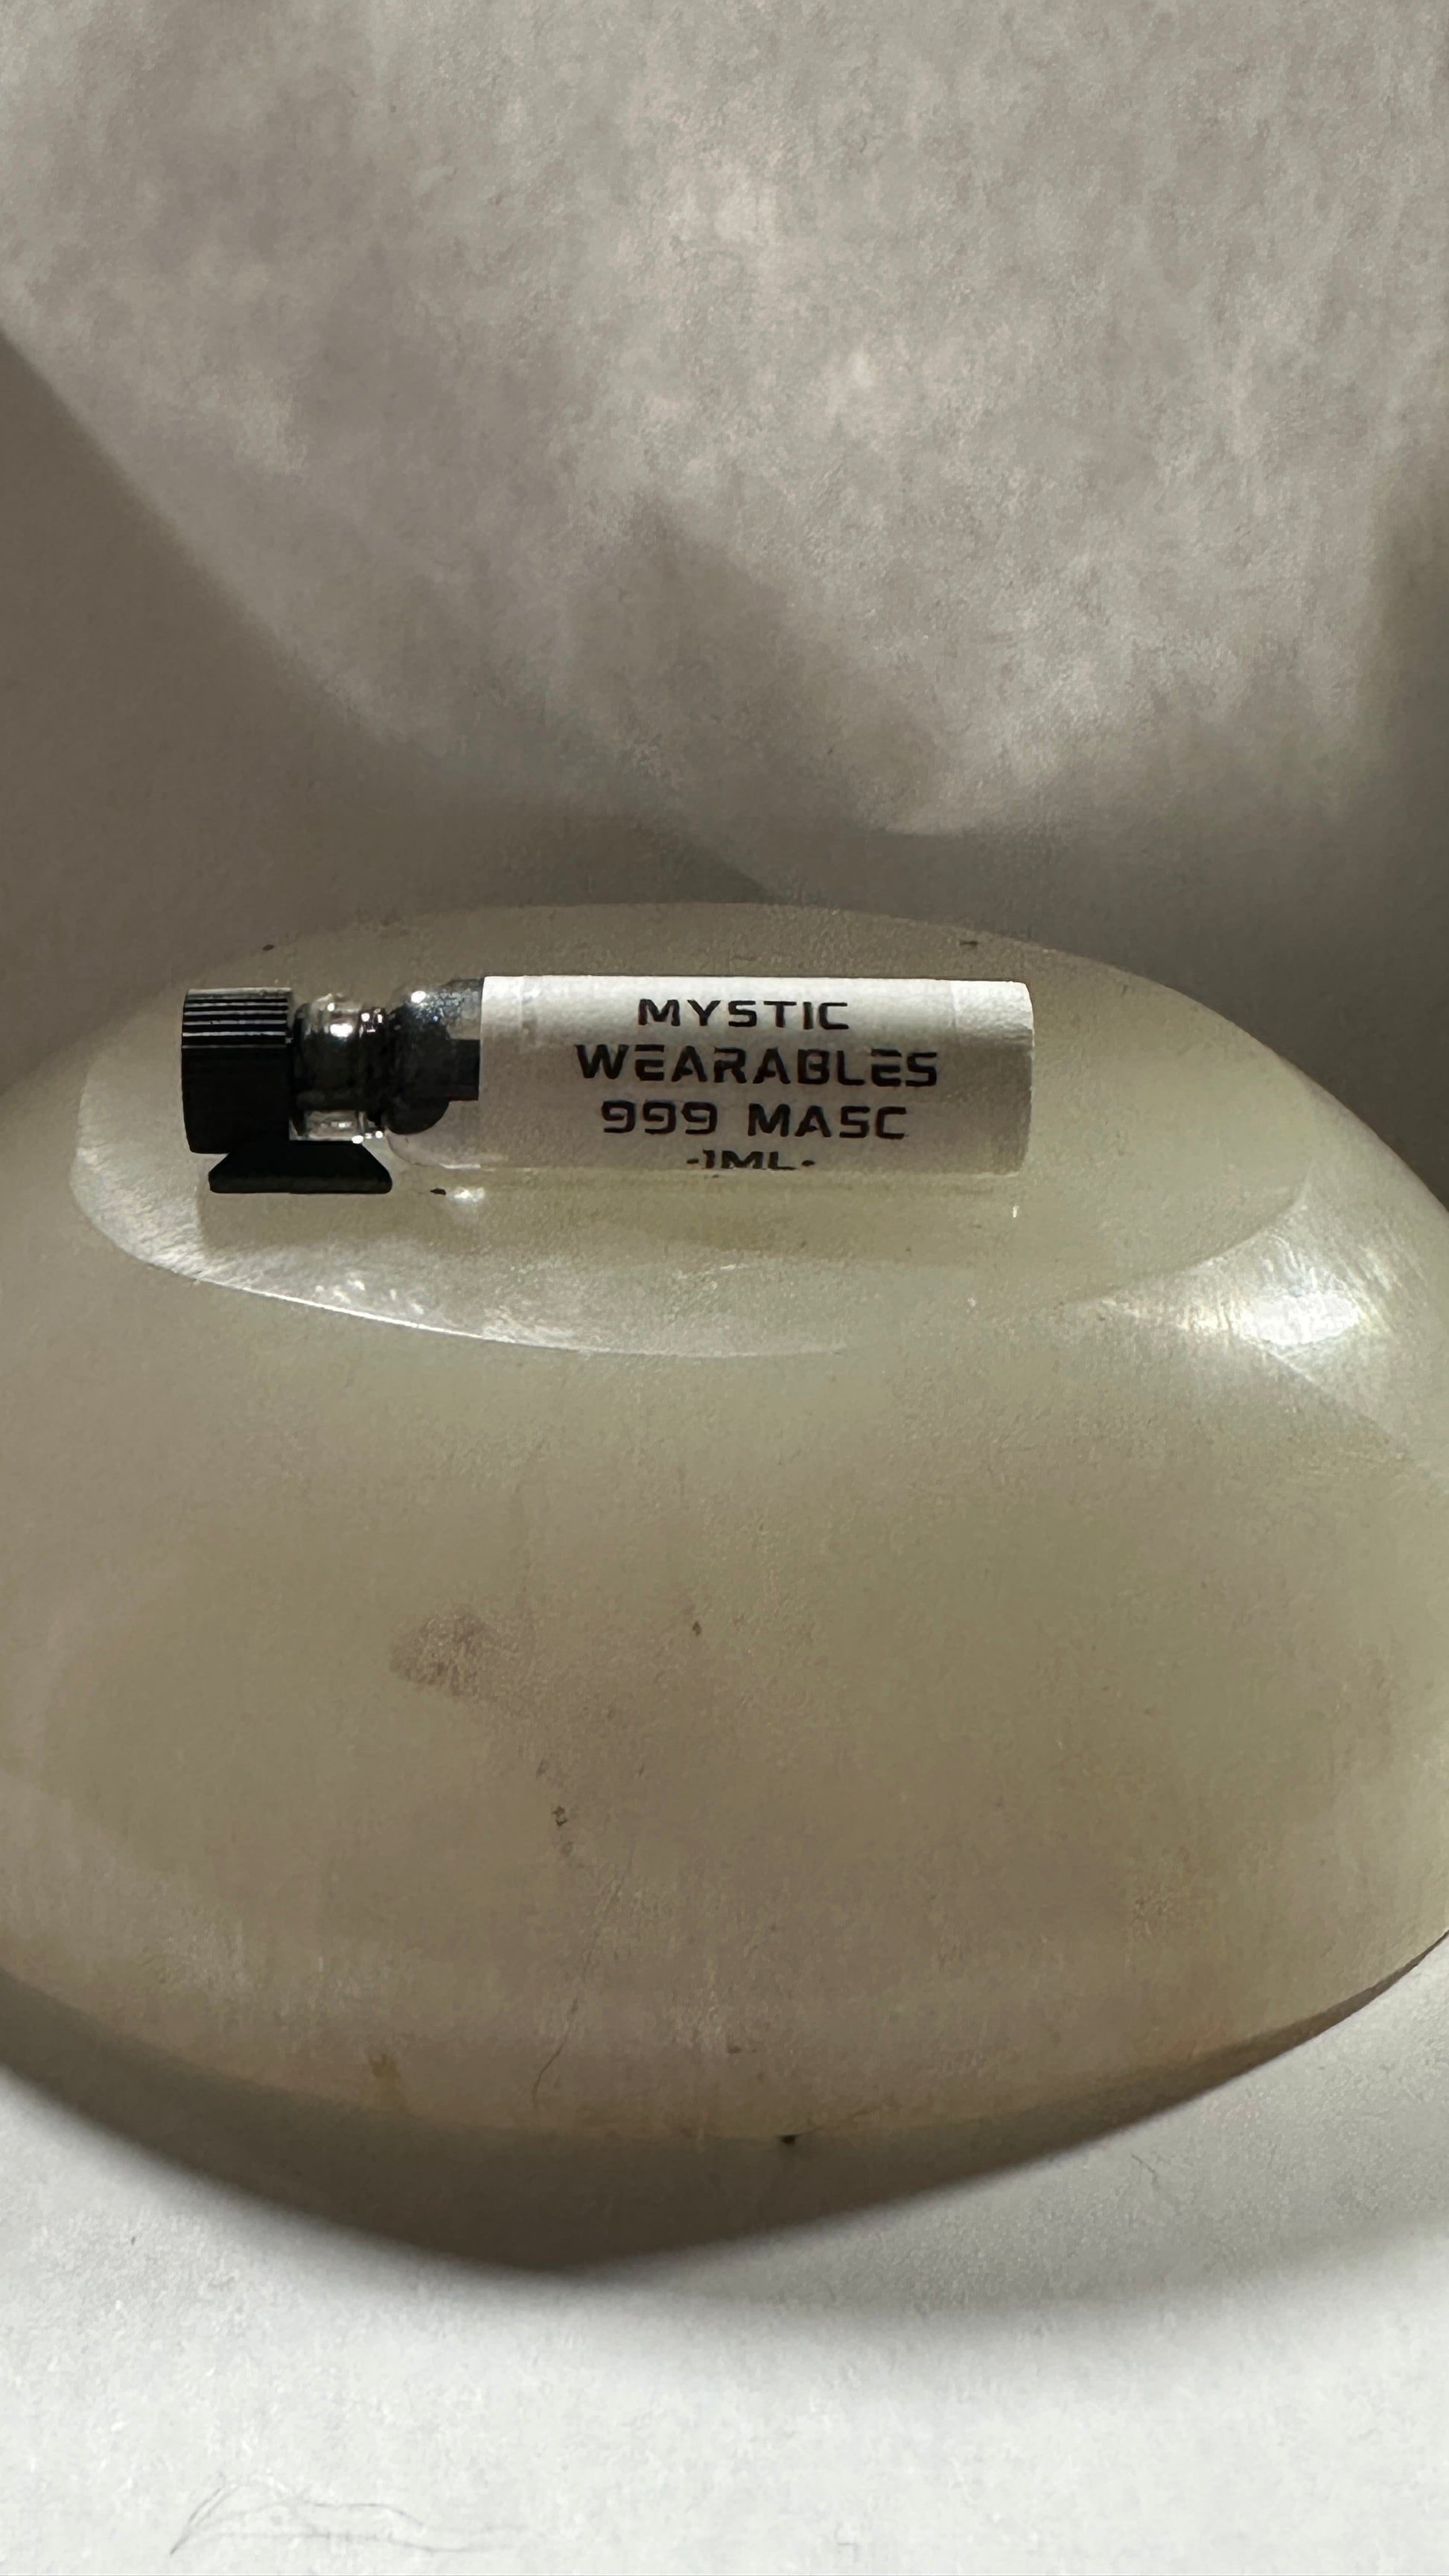 MYSTIC
WEARABLES
999 MASC
-1ML-